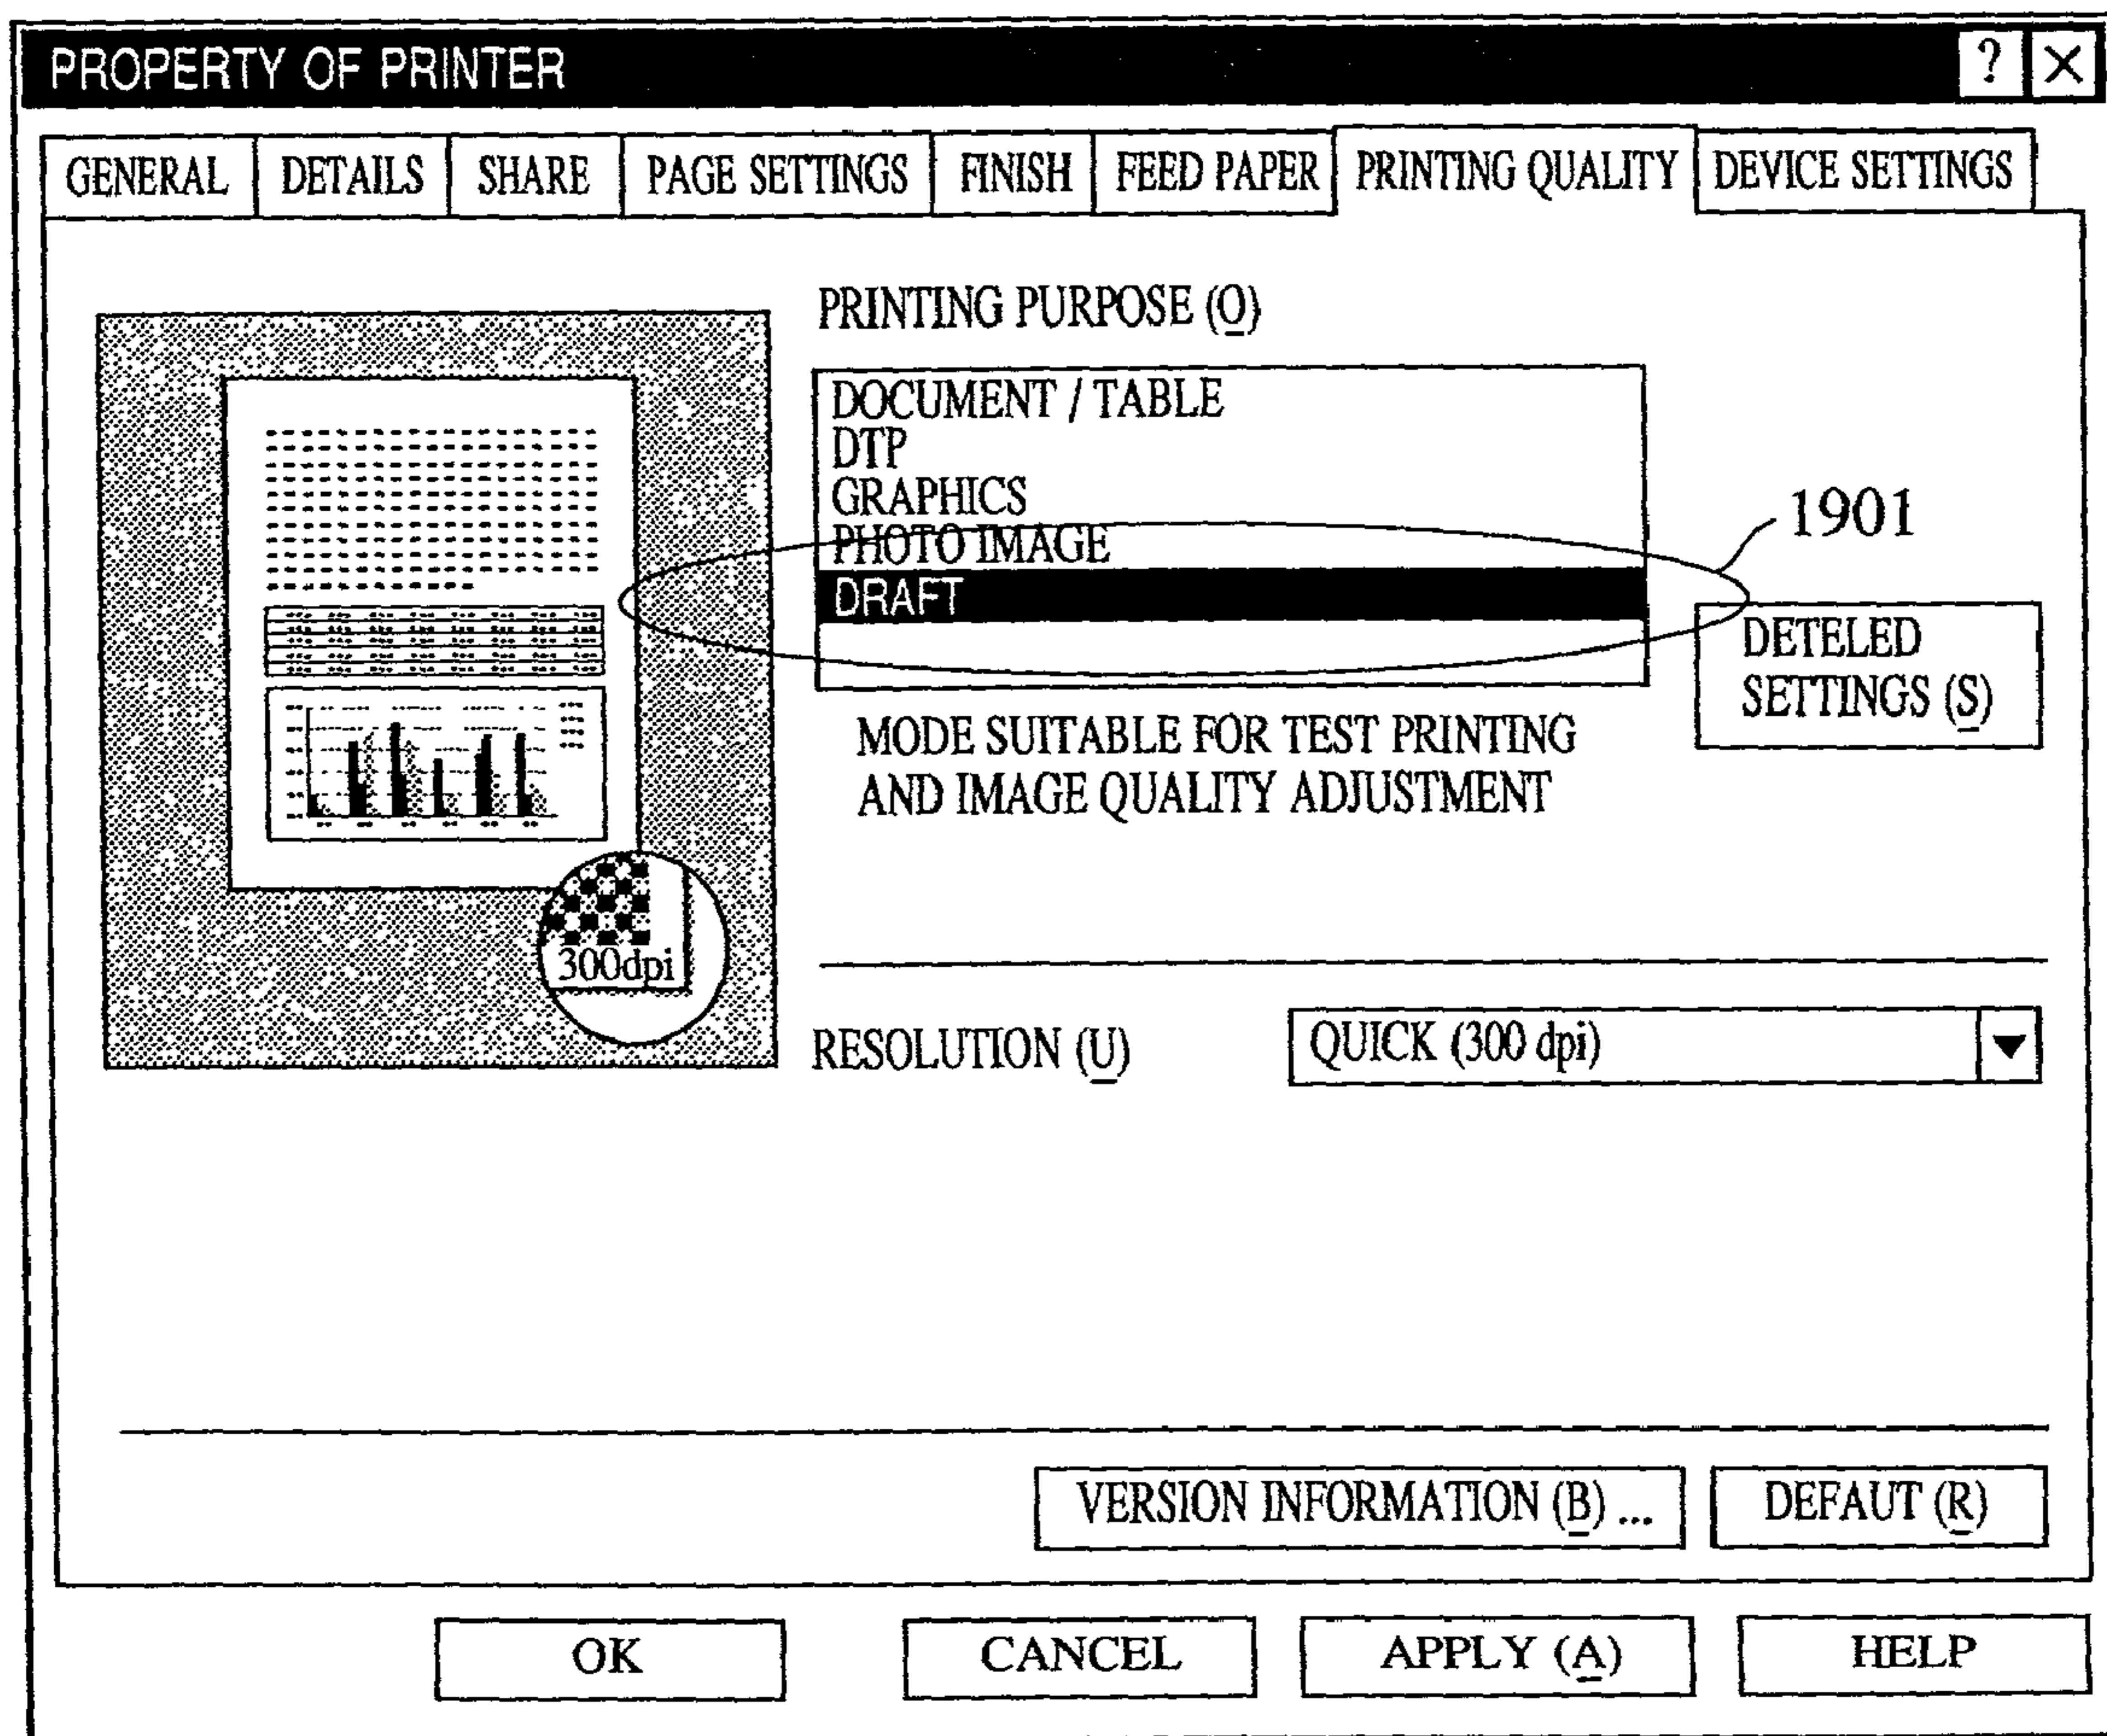 PROPERTY OF PRINTER ? X
GENERAL DETAILS SHARE PAGE SETTINGS FINISH FEED PAPER PRINTING QUALITY DEVICE SETTINGS
PRINTING PURPOSE (O)
DOCUMENT / TABLE
DTP
GRAPHICS
PHOTO IMAGE
DRAFT
1901
DETELED
SETTINGS (S)
MODE SUITABLE FOR TEST PRINTING
AND IMAGE QUALITY ADJUSTMENT
300dpi
RESOLUTION (U) QUICK (300 dpi)
VERSION INFORMATION (B) ... DEFAUT (R)
OK CANCEL APPLY (A) HELP